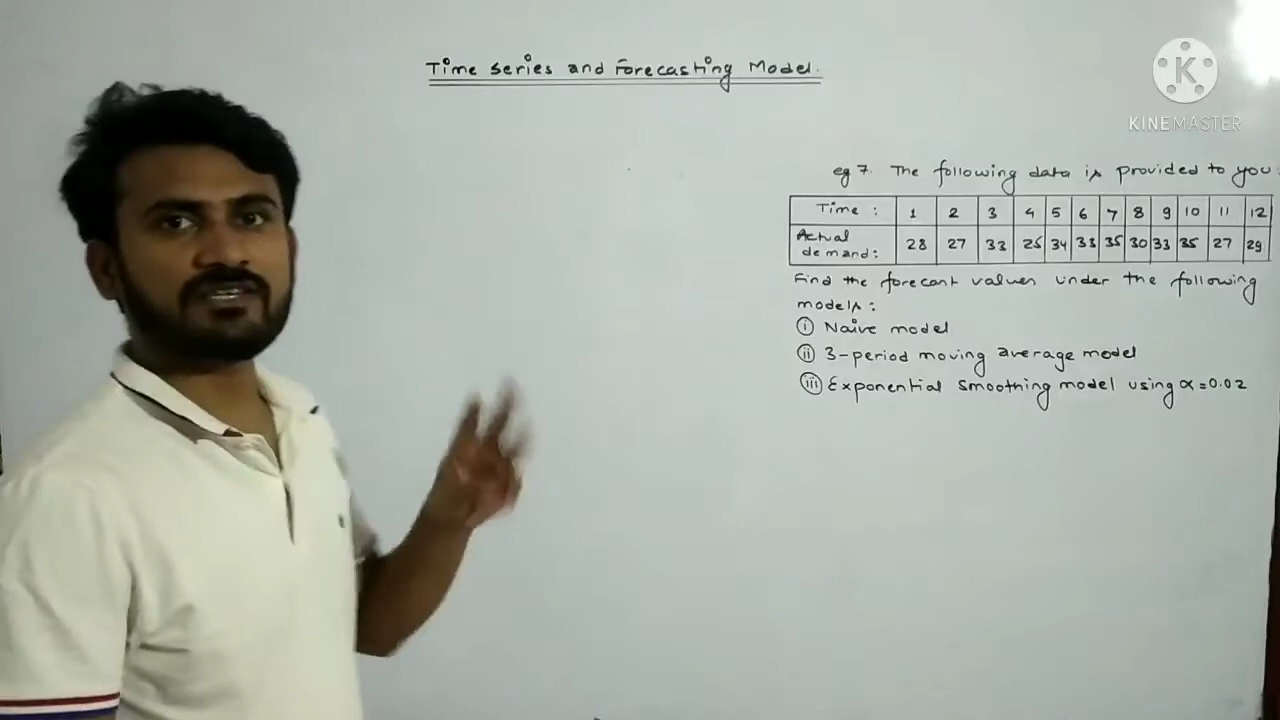 Time Series and Forecasting Model.
KINEMASTER
eg 7. The following data is provided to you:
Time : 1 2 3 4 5 6 7 8 9 10 11 12
Actual demand: 28 27 33 25 34 33 35 30 33 35 27 29
Find the forecast values under the following
models:
(i) Naive model
(ii) 3-period moving average model
(iii) Exponential smoothing model using α = 0.02